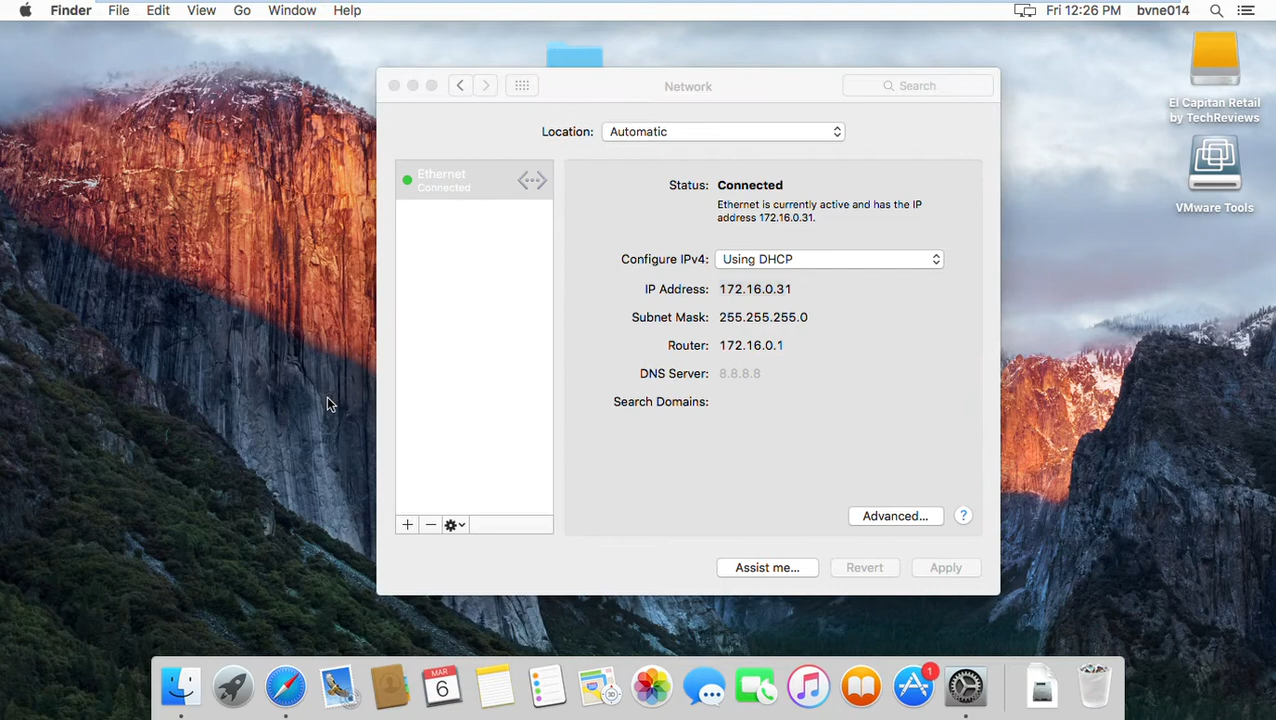 Finder File Edit View Go Window Help
Fri 12:26 PM bvne014
Network
Search
Location: Automatic
Ethernet
Connected
Status: Connected
Ethernet is currently active and has the IP
address 172.16.0.31.
Configure IPv4: Using DHCP
IP Address: 172.16.0.31
Subnet Mask: 255.255.255.0
Router: 172.16.0.1
DNS Server: 8.8.8.8
Search Domains:
Advanced... ?
Assist me... Revert Apply
El Capitan Retail
by TechReviews
VMware Tools
MAR
6
30
1